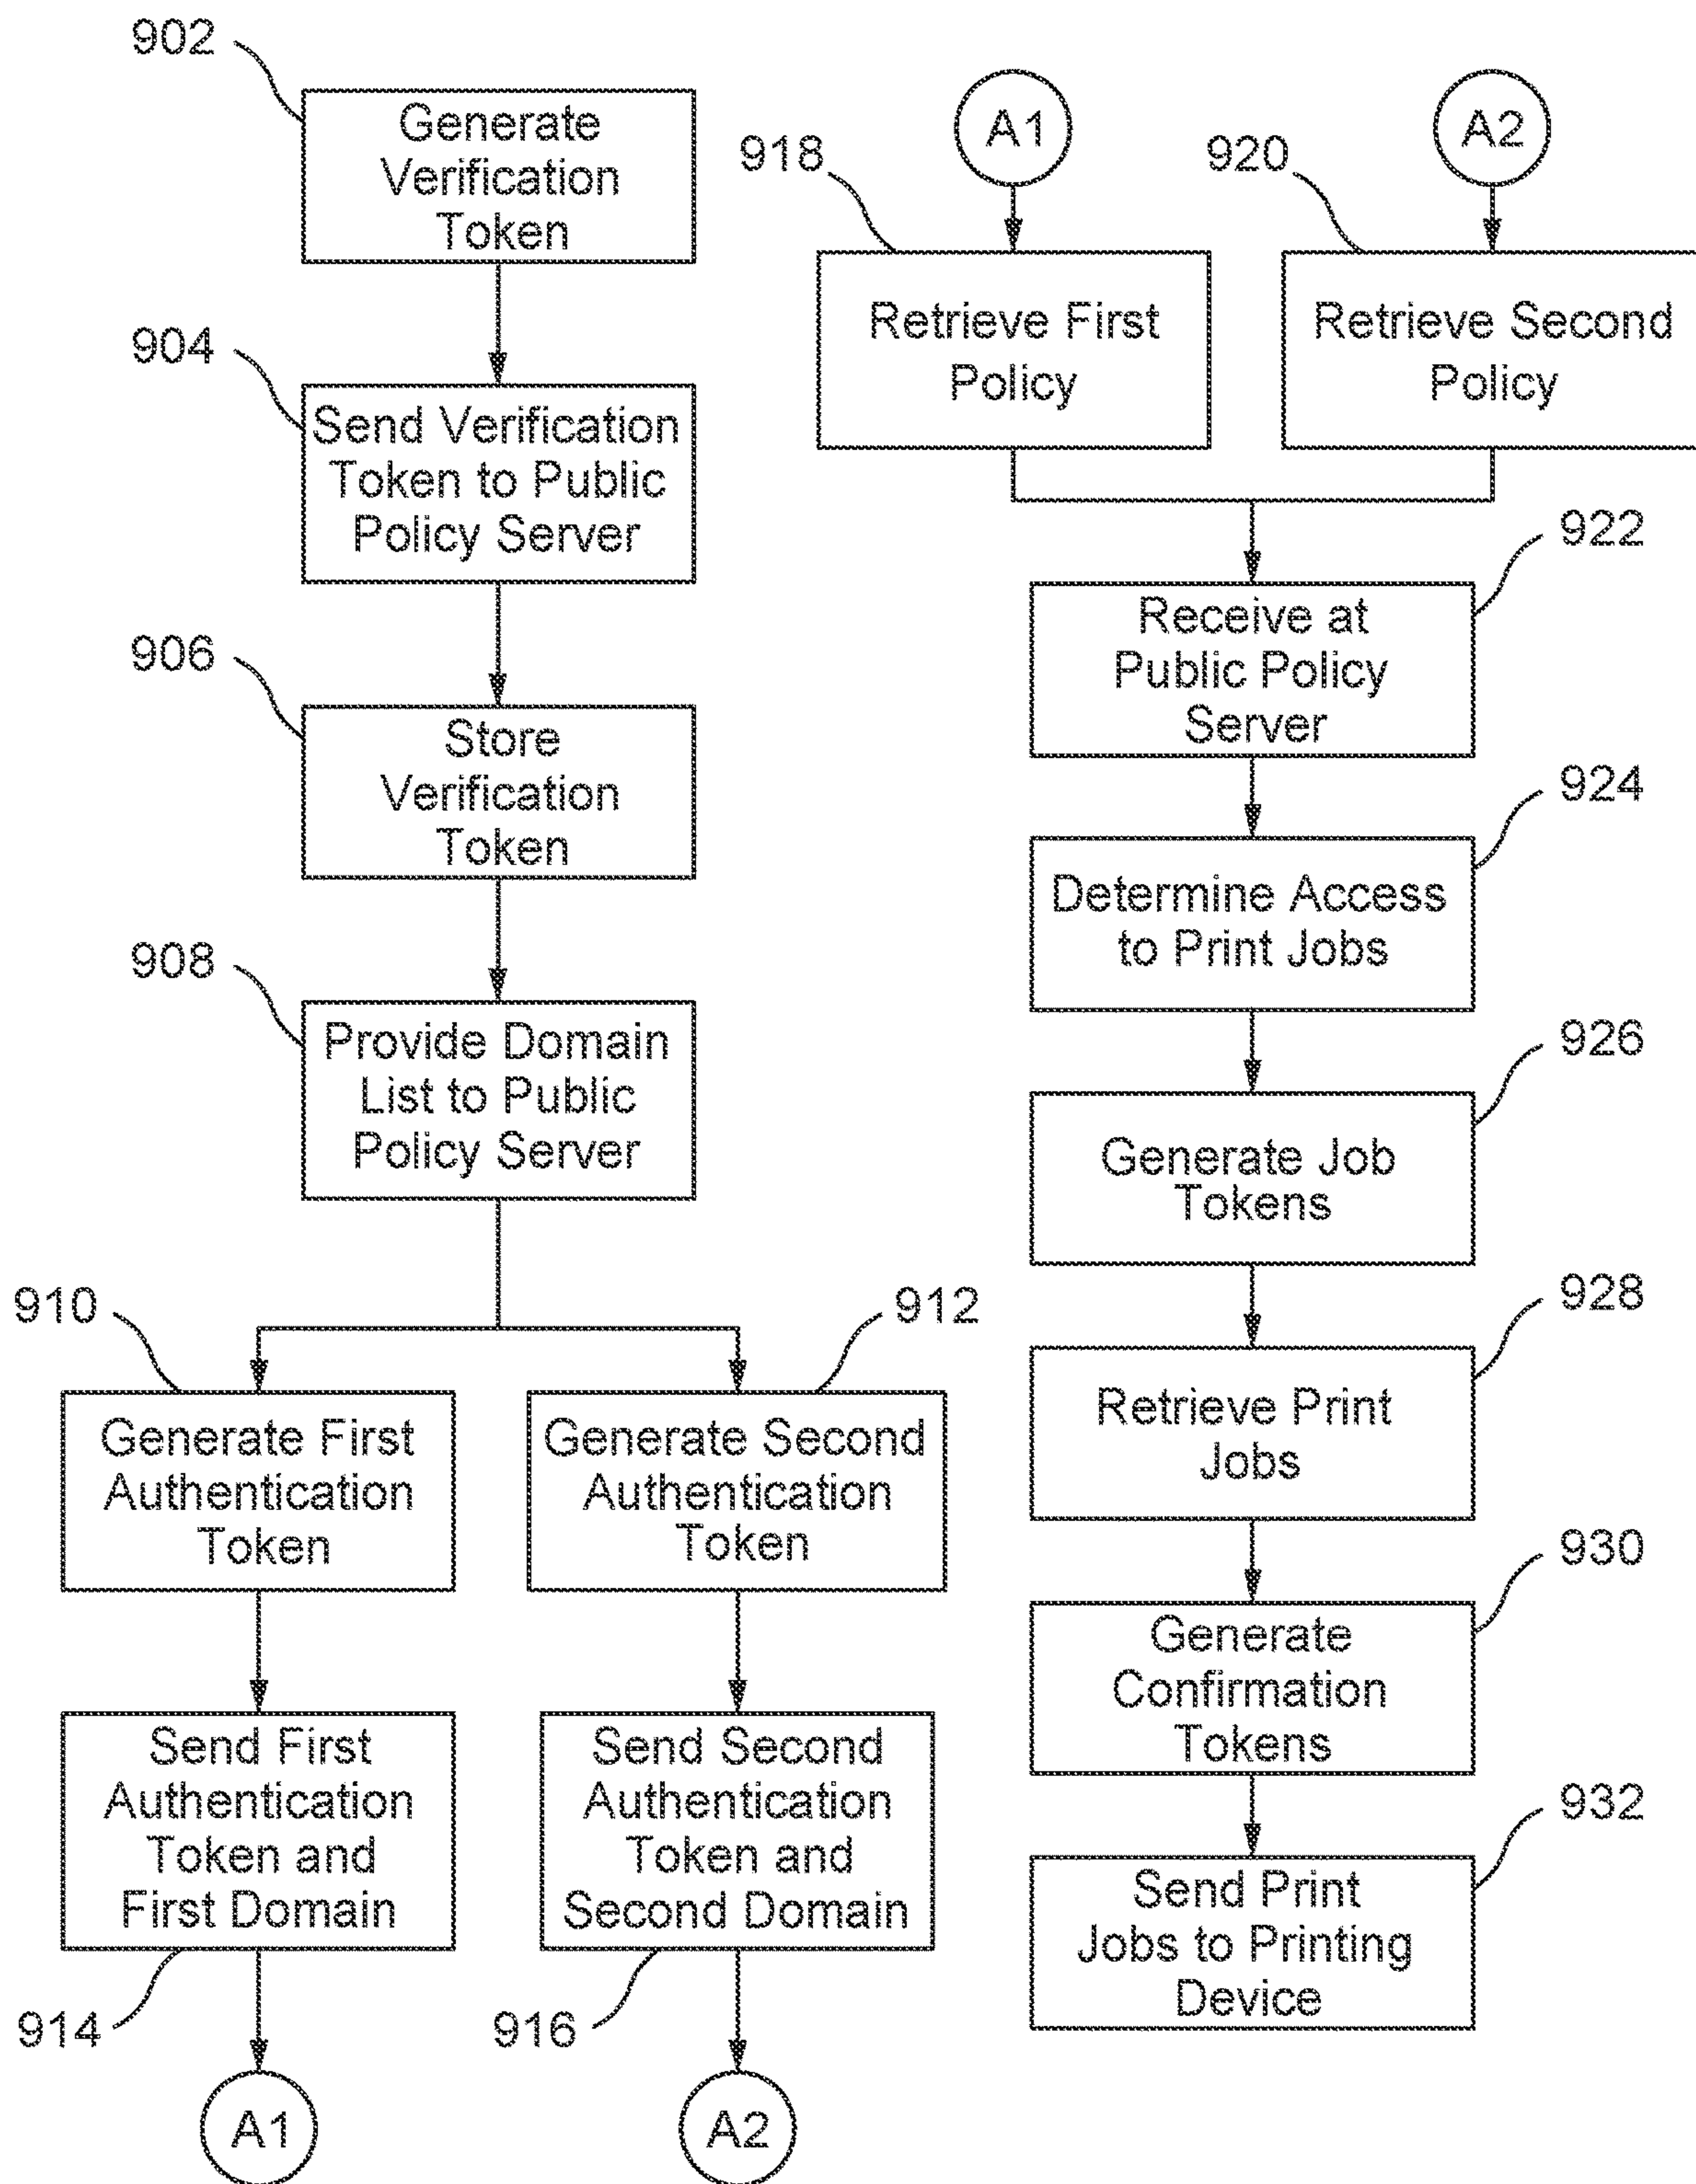 902
Generate
Verification
Token
904
Send Verification
Token to Public
Policy Server
906
Store
Verification
Token
908
Provide Domain
List to Public
Policy Server
910
912
Generate First
Authentication
Token
Generate Second
Authentication
Token
Send First
Authentication
Token and
First Domain
Send Second
Authentication
Token and
Second Domain
914
916
A1
A2
A1
A2
918
920
Retrieve First
Policy
Retrieve Second
Policy
922
Receive at
Public Policy
Server
924
Determine Access
to Print Jobs
926
Generate Job
Tokens
928
Retrieve Print
Jobs
930
Generate
Confirmation
Tokens
932
Send Print
Jobs to Printing
Device